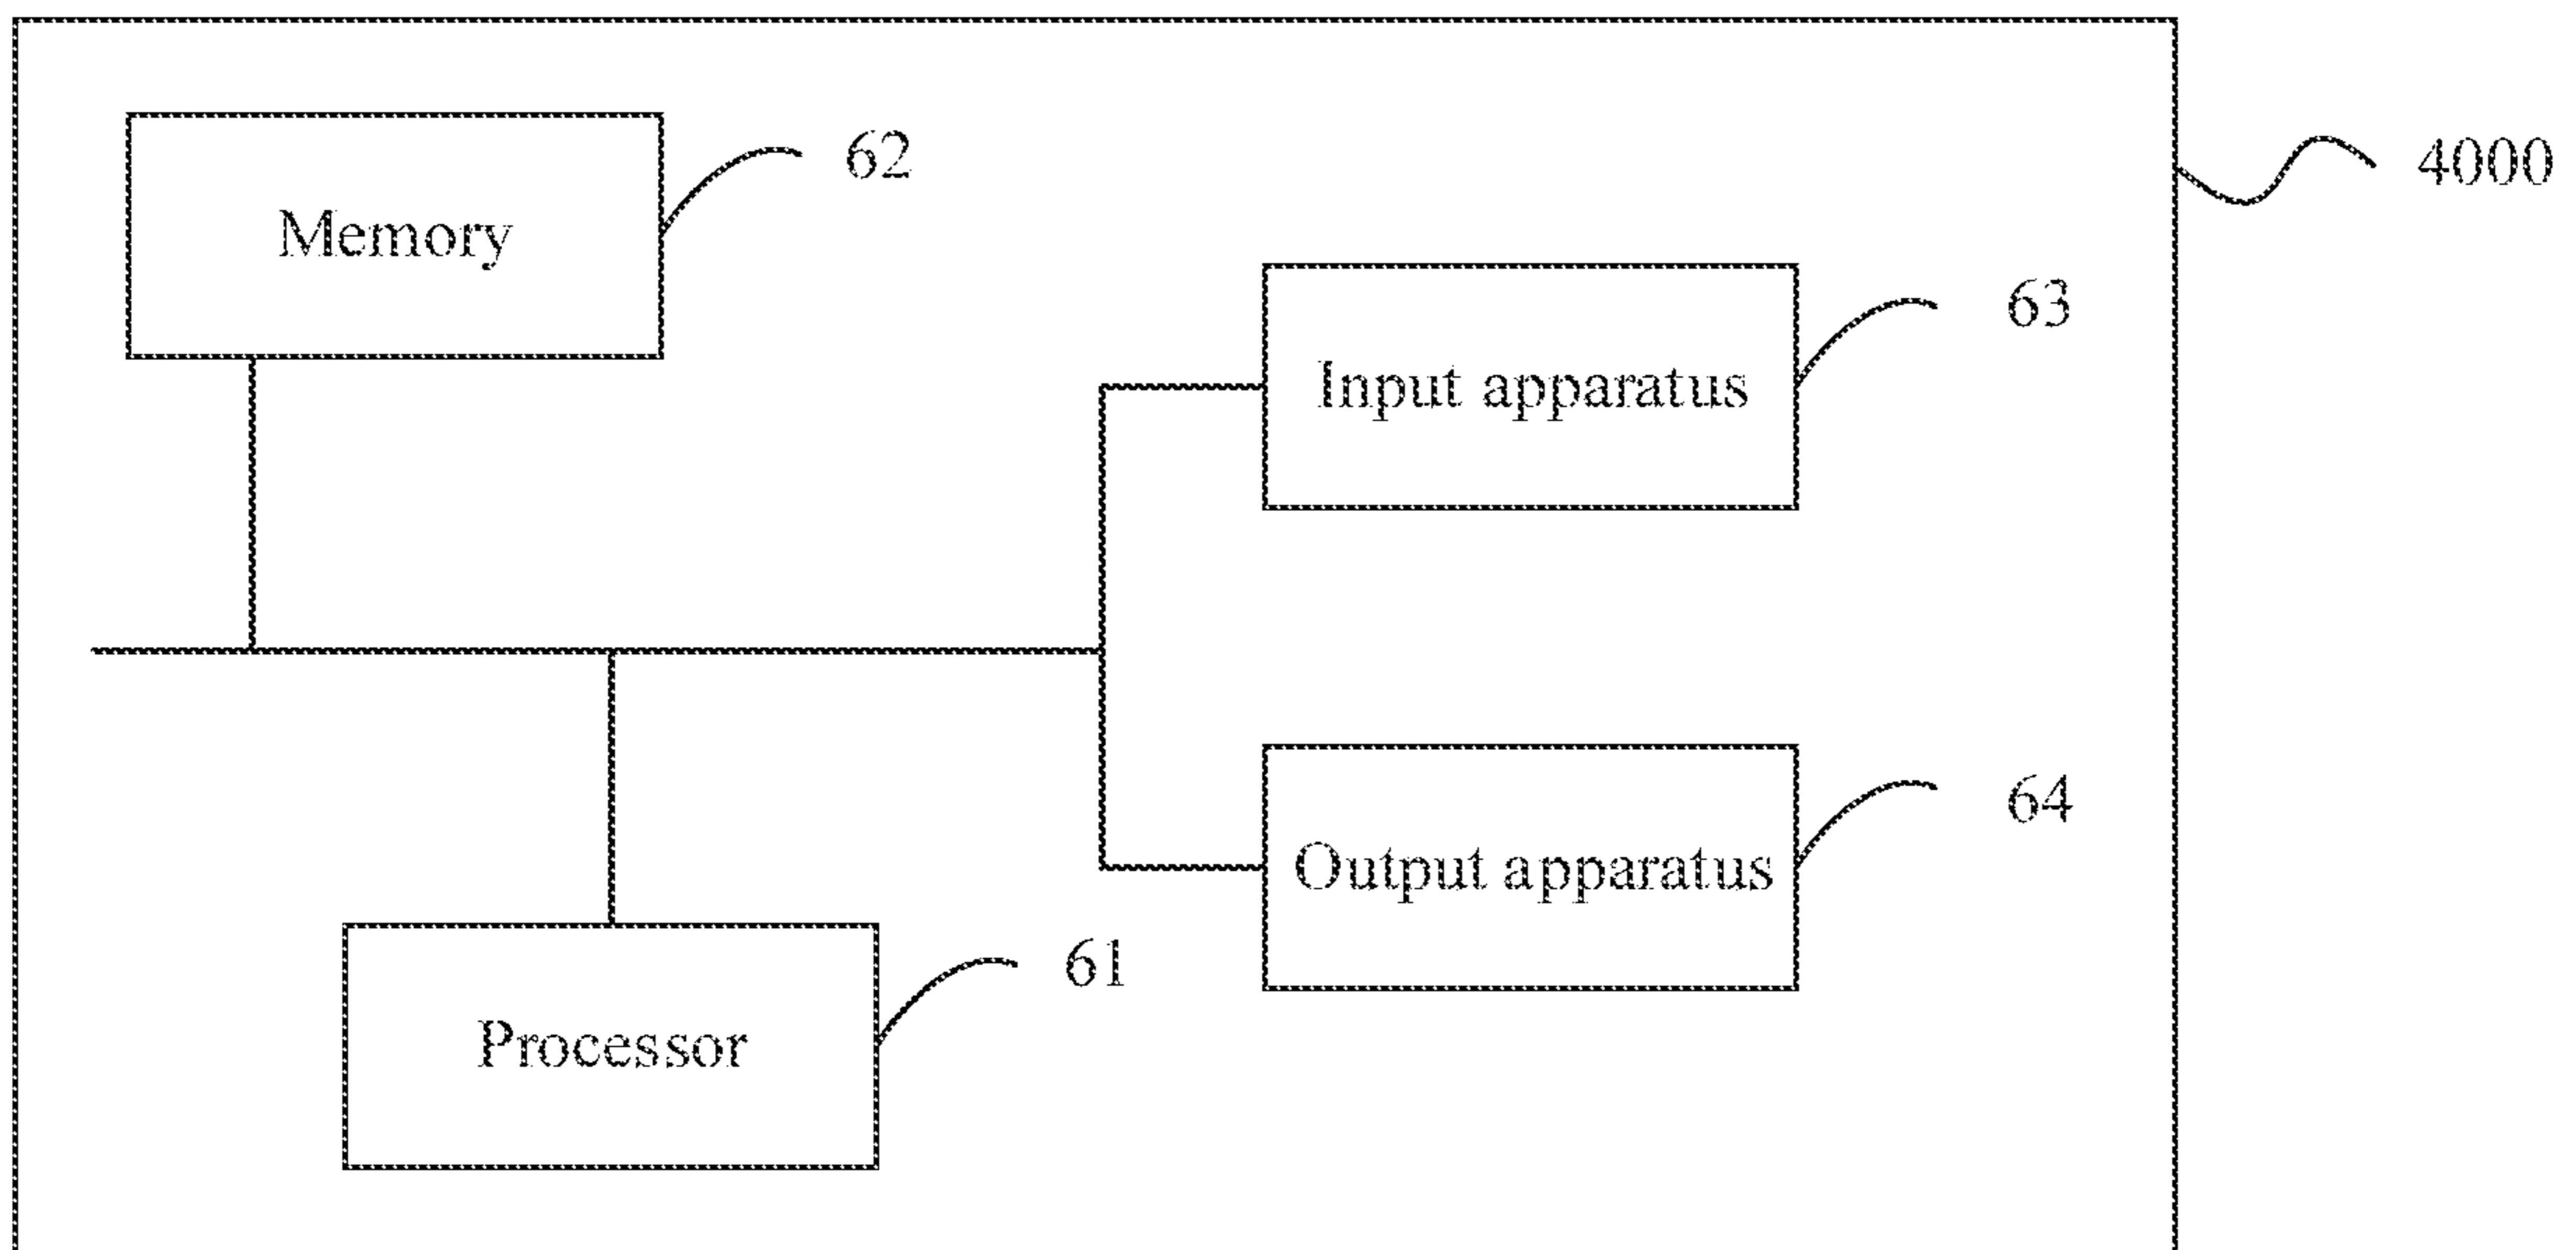 62
4000
Memory
63
Input apparatus
64
Output apparatus
61
Processor